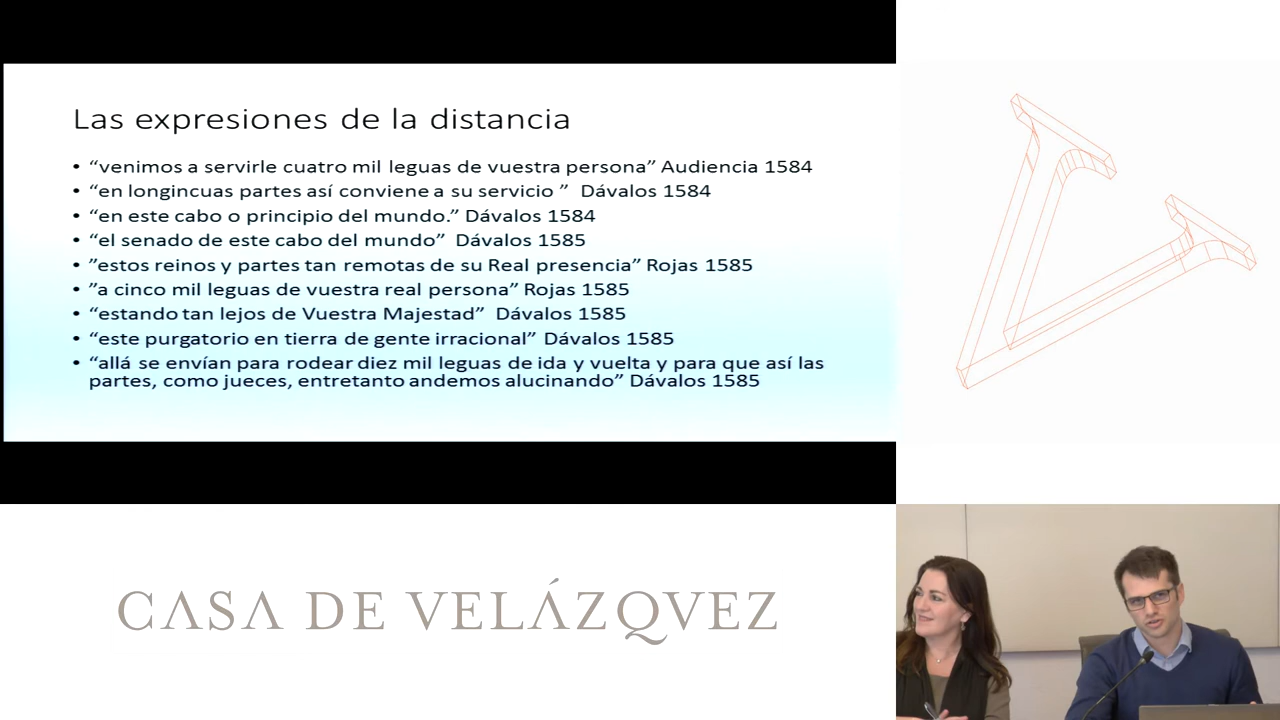 Las expresiones de la distancia
• “venimos a servirle cuatro mil leguas de vuestra persona” Audiencia 1584
• “en longincuas partes así conviene a su servicio ” Dávalos 1584
• “en este cabo o principio del mundo.” Dávalos 1584
• “el senado de este cabo del mundo” Dávalos 1585
• ”estos reinos y partes tan remotas de su Real presencia” Rojas 1585
• ”a cinco mil leguas de vuestra real persona” Rojas 1585
• “estando tan lejos de Vuestra Majestad” Dávalos 1585
• “este purgatorio en tierra de gente irracional” Dávalos 1585
• “allá se envían para rodear diez mil leguas de ida y vuelta y para que así las
partes, como jueces, entretanto andemos alucinando” Dávalos 1585
CASA DE VELÁZQVEZ